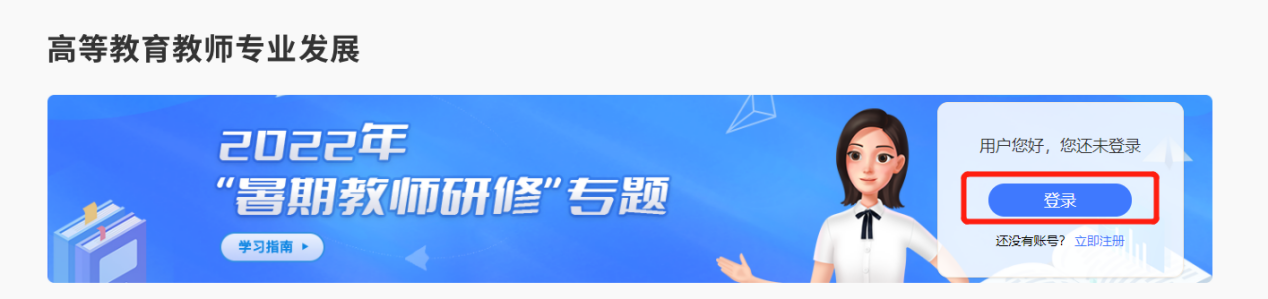 高等教育教师专业发展
2022年
“暑期教师研修”专题
学习指南
用户您好，您还未登录
登录
还没有账号？ 立即注册